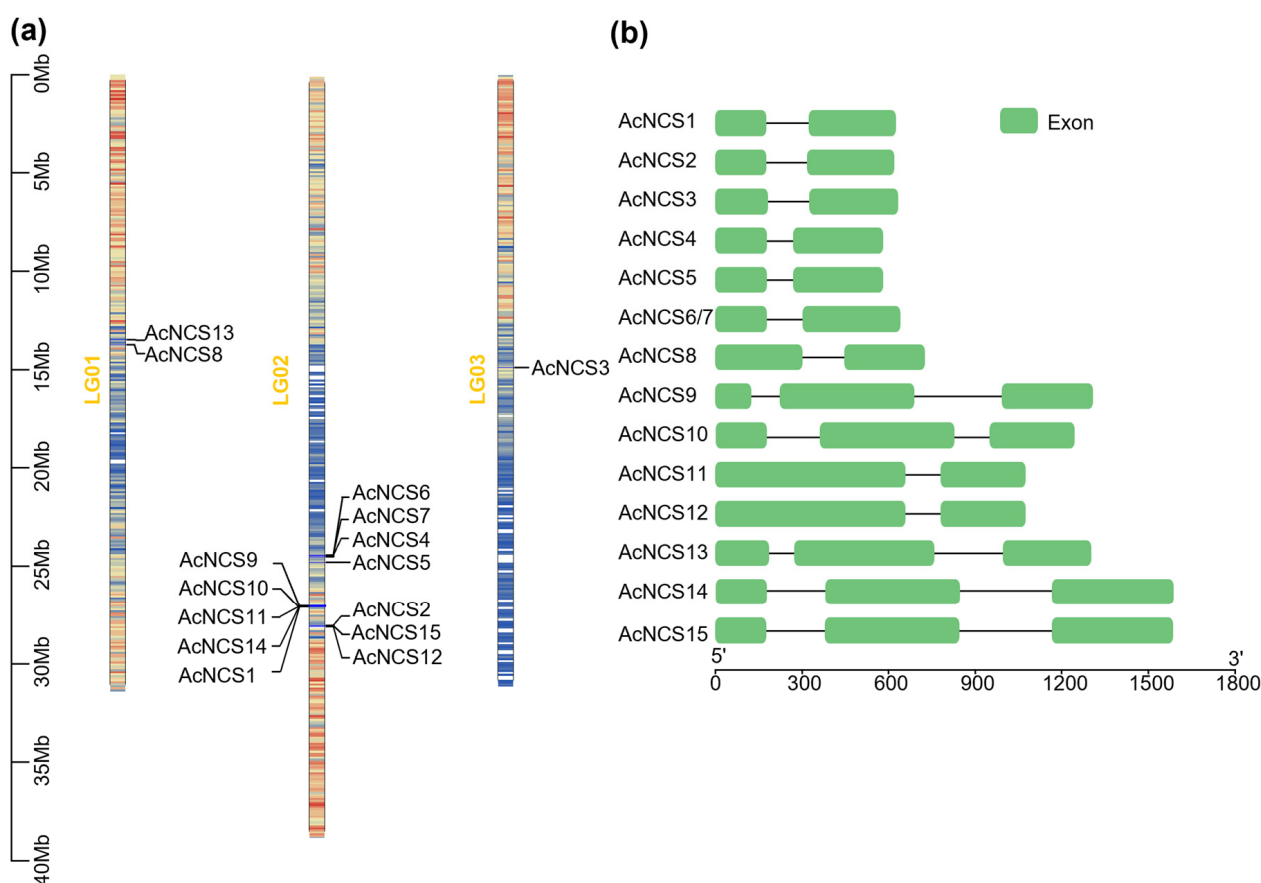 (a)
0Mb
5Mb
10Mb
15Mb
20Mb
25Mb
30Mb
35Mb
40Mb
LG01
AcNCS13
AcNCS8
LG02
AcNCS6
AcNCS7
AcNCS4
AcNCS5
AcNCS9
AcNCS10
AcNCS11
AcNCS14
AcNCS1
AcNCS2
AcNCS15
AcNCS12
LG03
AcNCS3
(b)
Exon
AcNCS1
AcNCS2
AcNCS3
AcNCS4
AcNCS5
AcNCS6/7
AcNCS8
AcNCS9
AcNCS10
AcNCS11
AcNCS12
AcNCS13
AcNCS14
AcNCS15
5' 3'
0 300 600 900 1200 1500 1800